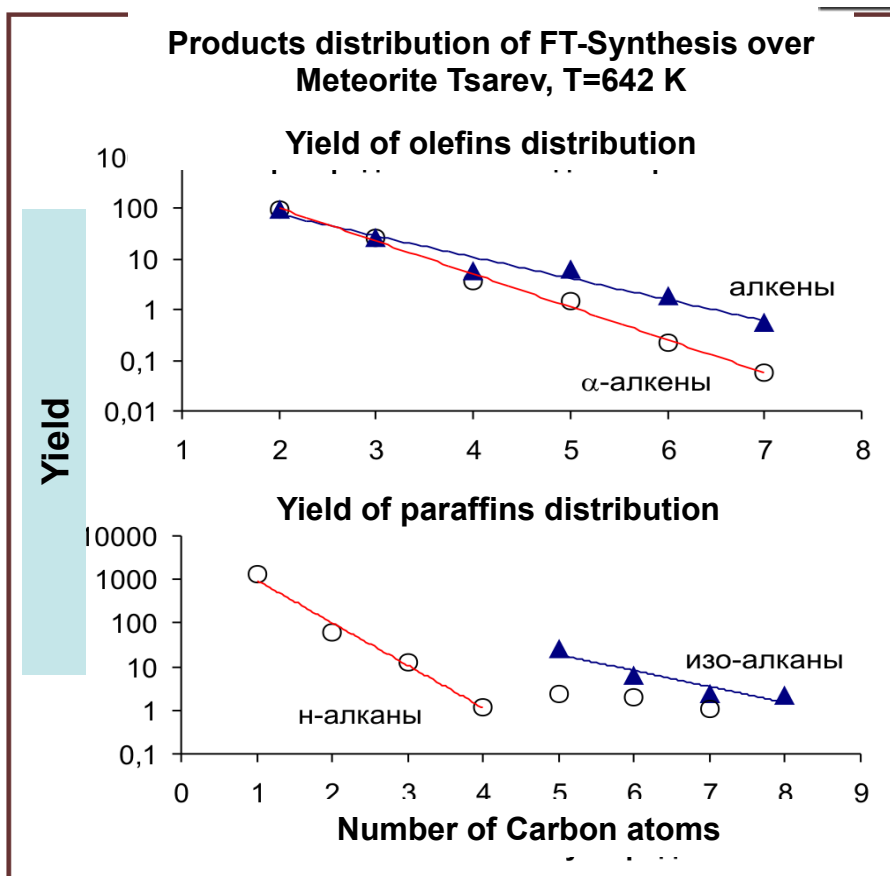 Products distribution of FT-Synthesis over
Meteorite Tsarev, T=642 K
Yield of olefins distribution
100
10
1
0,1
0,01
алкены
α-алкены
1 2 3 4 5 6 7 8
Yield
Yield of paraffins distribution
10000
1000
100
10
1
0,1
изо-алканы
н-алканы
0 1 2 3 4 5 6 7 8 9
Number of Carbon atoms